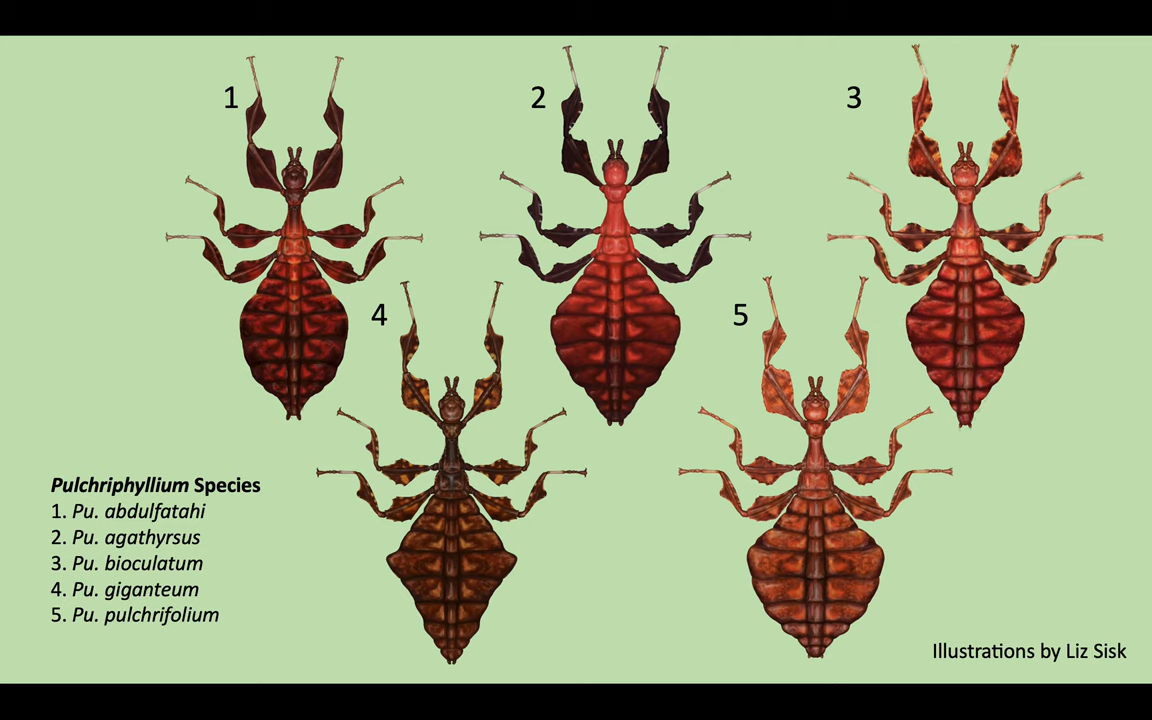 1
2
3
4
5
Pulchriphyllium Species
1. Pu. abdulfatahi
2. Pu. agathyrsus
3. Pu. bioculatum
4. Pu. giganteum
5. Pu. pulchrifolium
Illustrations by Liz Sisk